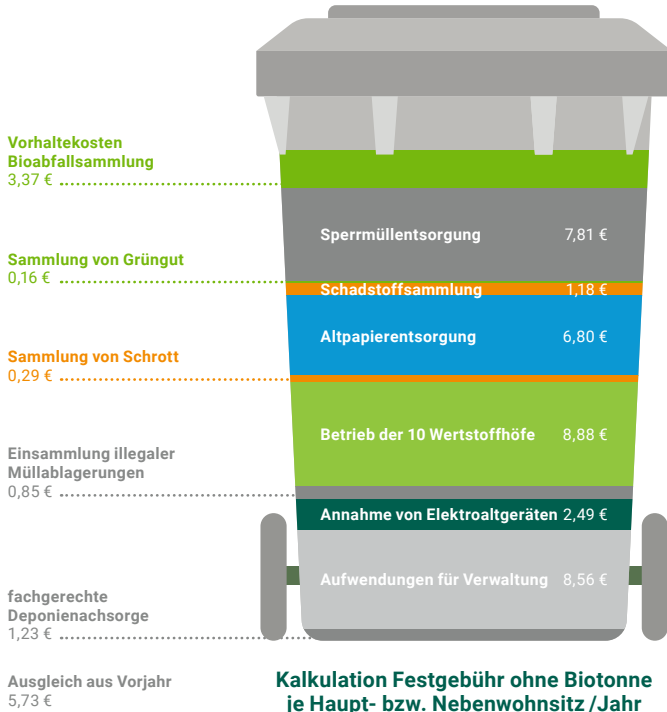 Vorhaltekosten
Bioabfallsammlung
3,37 €
Sperrmüllentsorgung 7,81 €
Sammlung von Grüngut
0,16 €
Schadstoffsammlung 1,18 €
Altpapierentsorgung 6,80 €
Sammlung von Schrott
0,29 €
Betrieb der 10 Wertstoffhöfe 8,88 €
Einsammlung illegaler
Müllablagerungen
0,85 €
Annahme von Elektroaltgeräten 2,49 €
Aufwendungen für Verwaltung 8,56 €
fachgerechte
Deponienachsorge
1,23 €
Ausgleich aus Vorjahr
5,73 €
Kalkulation Festgebühr ohne Biotonne
je Haupt- bzw. Nebenwohnsitz /Jahr